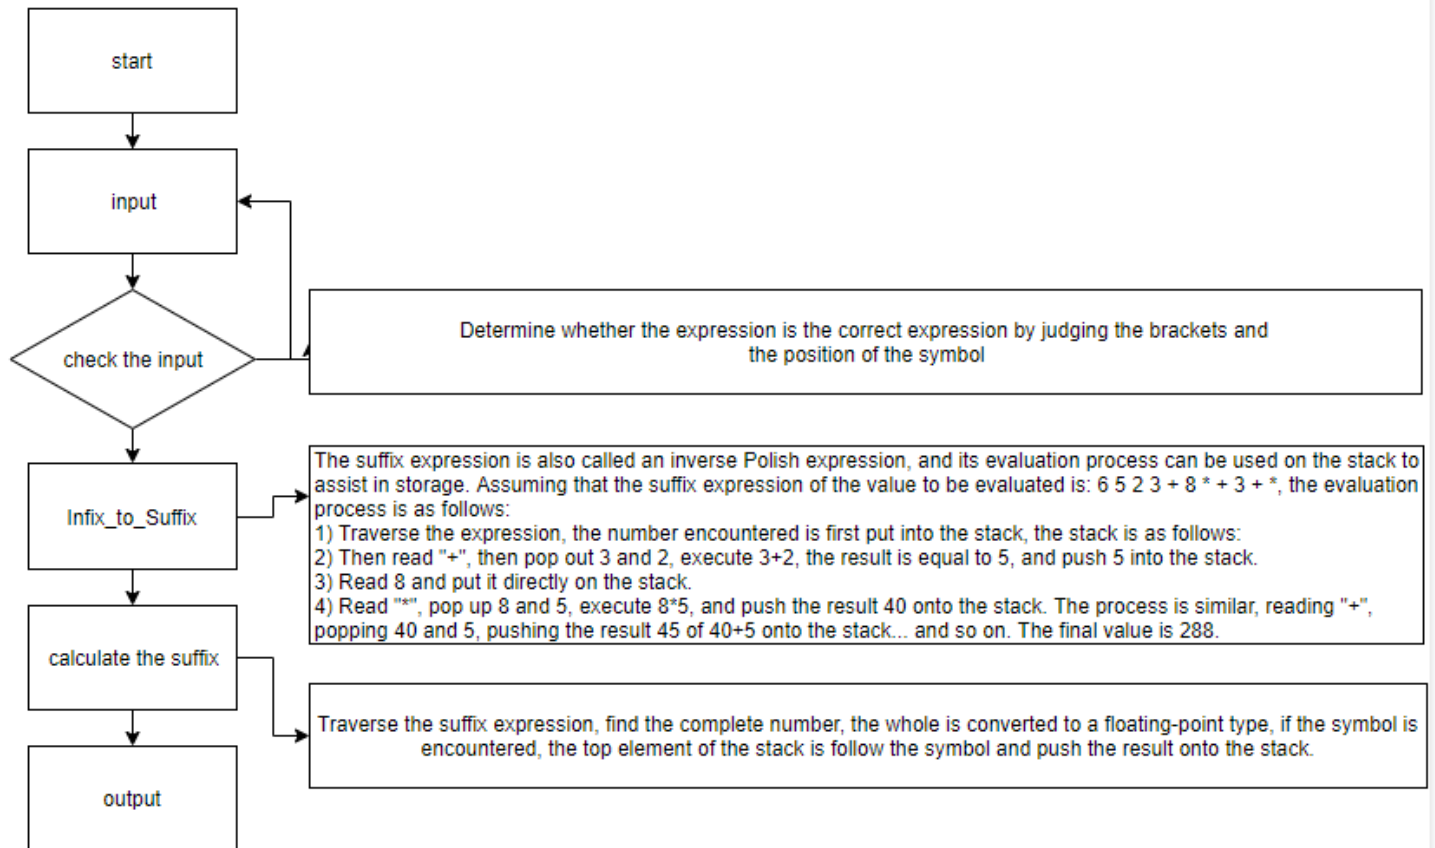 start
input
check the input
Determine whether the expression is the correct expression by judging the brackets and
the position of the symbol
Infix_to_Suffix
The suffix expression is also called an inverse Polish expression, and its evaluation process can be used on the stack to
assist in storage. Assuming that the suffix expression of the value to be evaluated is: 6 5 2 3 + 8 * + 3 + *, the evaluation
process is as follows:
1) Traverse the expression, the number encountered is first put into the stack, the stack is as follows:
2) Then read "+", then pop out 3 and 2, execute 3+2, the result is equal to 5, and push 5 into the stack.
3) Read 8 and put it directly on the stack.
4) Read "*", pop up 8 and 5, execute 8*5, and push the result 40 onto the stack. The process is similar, reading "+",
popping 40 and 5, pushing the result 45 of 40+5 onto the stack... and so on. The final value is 288.
calculate the suffix
Traverse the suffix expression, find the complete number, the whole is converted to a floating-point type, if the symbol is
encountered, the top element of the stack is follow the symbol and push the result onto the stack.
output